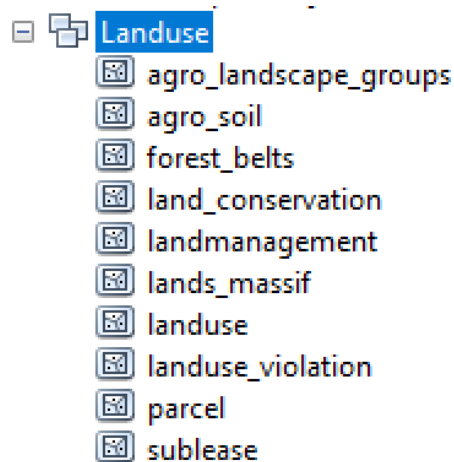 Landuse
agro_landscape_groups
agro_soil
forest_belts
land_conservation
landmanagement
lands_massif
landuse
landuse_violation
parcel
sublease